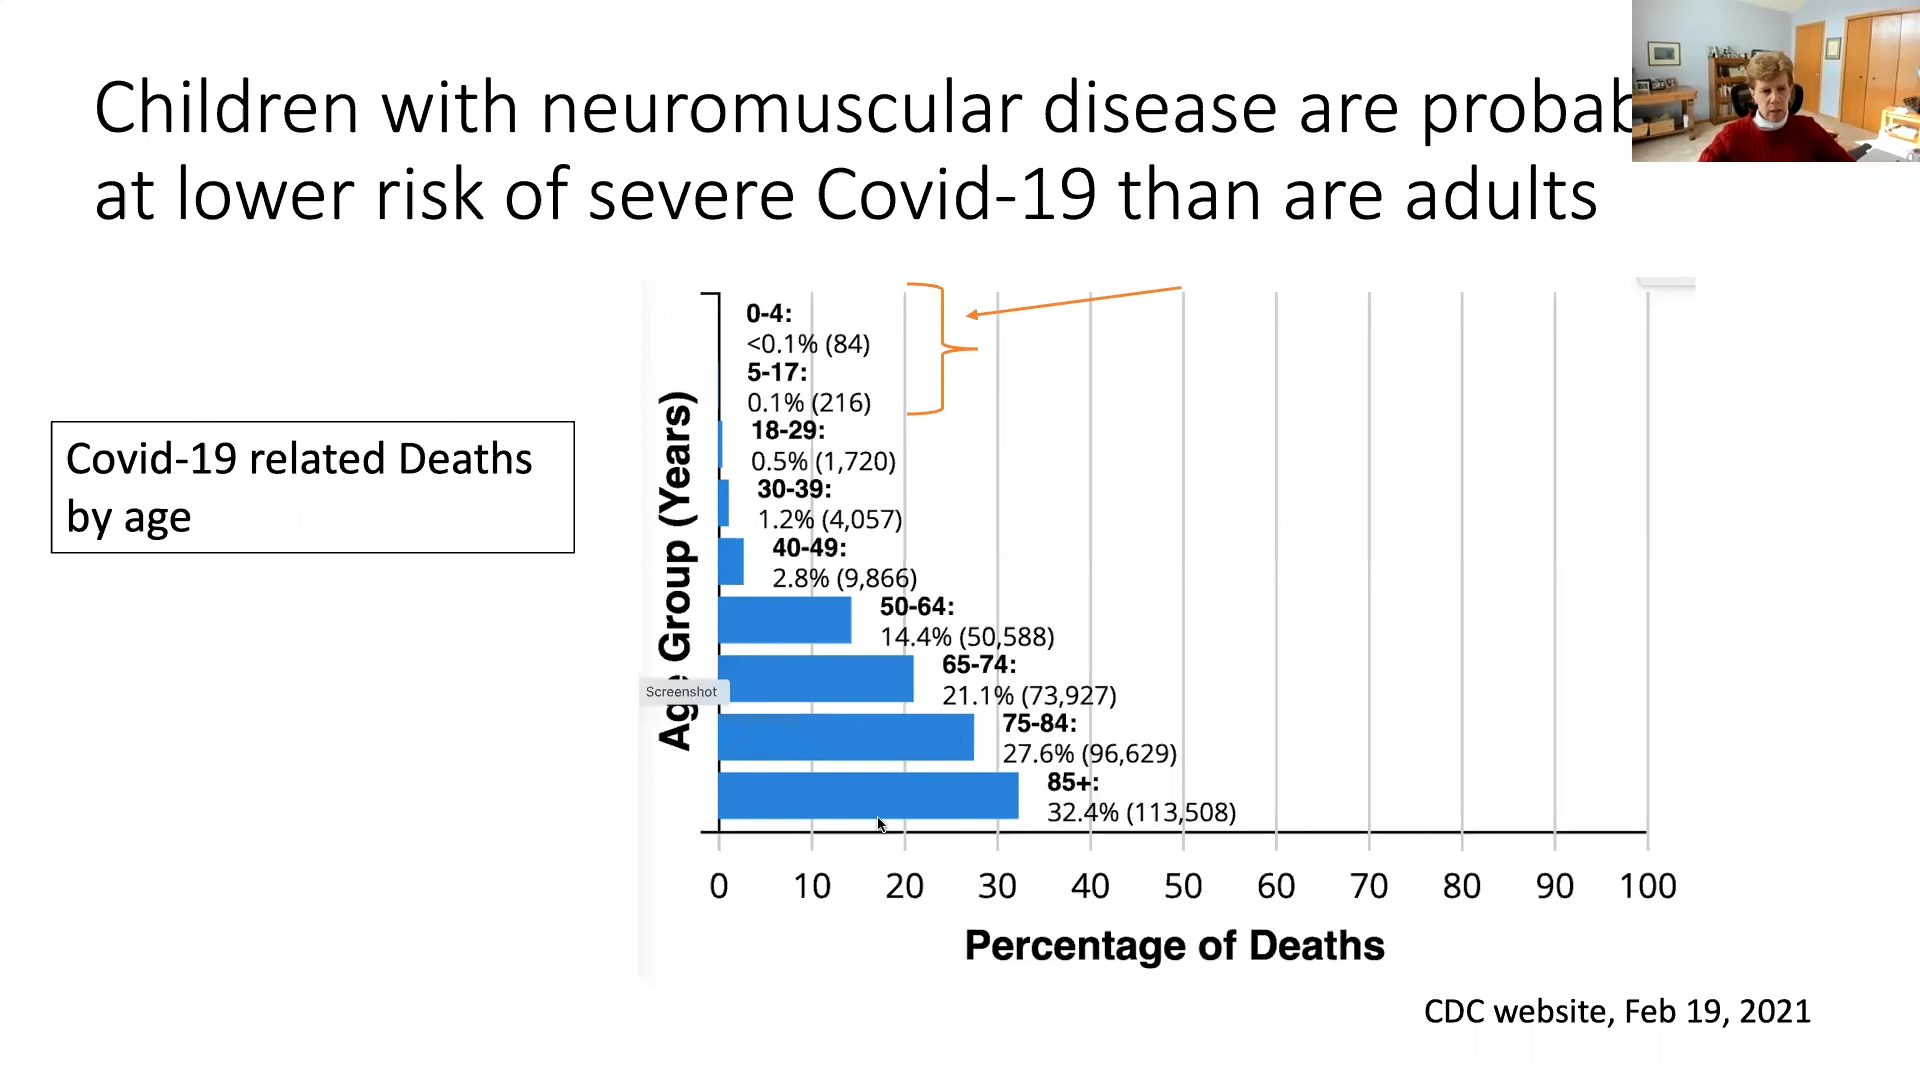 Children with neuromuscular disease are probab
at lower risk of severe Covid-19 than are adults
Covid-19 related Deaths
by age
Age Group (Years)
0-4:
<0.1% (84)
5-17:
0.1% (216)
18-29:
0.5% (1,720)
30-39:
1.2% (4,057)
40-49:
2.8% (9,866)
50-64:
14.4% (50,588)
65-74:
21.1% (73,927)
Screenshot
75-84:
27.6% (96,629)
85+:
32.4% (113,508)
0 10 20 30 40 50 60 70 80 90 100
Percentage of Deaths
CDC website, Feb 19, 2021